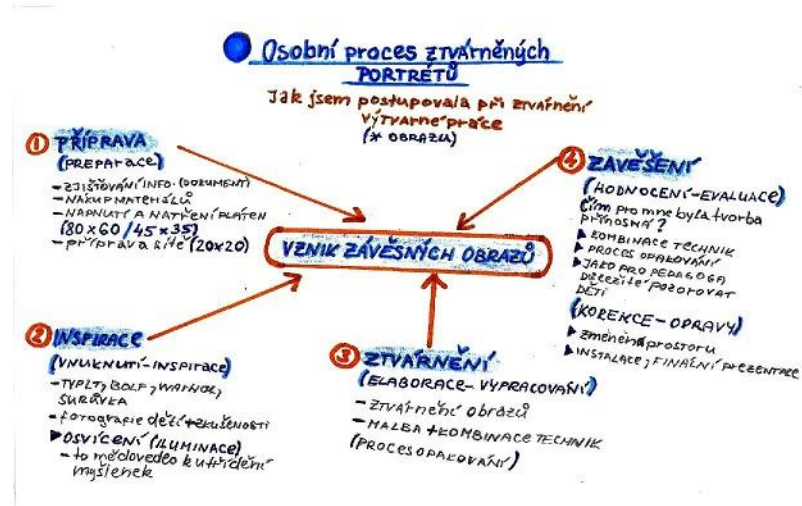 Osobní proces ztvárněných
PORTRÉTŮ
Jak jsem postupovala při ztvárnění
výtvarné práce
(* OBRAZU)
① PŘÍPRAVA
(PREPARACE)
- ZJIŠŤOVÁNÍ INFO. (DOKUMENT)
- NÁKUP MATERIÁLŮ
- NAPNUTÍ A NATŘENÍ PLÁTEN
(80×60 / 45×35)
- příprava sítě (20×20)
VZNIK ZÁVĚSNÝCH OBRAZŮ
② INSPIRACE
(VNUKNUTÍ-INSPIRACE)
- TYPLT, BOLF, WARHOL,
SURŮVKA
- fotografie dětí + ZKUŠENOSTI
▶ OSVÍCENÍ (ILUMINACE)
- to mě dovedlo k utřídění
myšlenek
③ ZTVÁRNĚNÍ
(ELABORACE - VYPRACOVÁNÍ)
- ZTVÁRNĚNÍ OBRAZŮ
- MALBA + KOMBINACE TECHNIK
(PROCES OPAKOVÁNÍ)
④ ZAVĚŠENÍ
(HODNOCENÍ-EVALUACE)
Čím pro mne byla tvorba
přínosná?
▶ KOMBINACE TECHNIK
▶ PROCES OPAKOVÁNÍ
▶ JAKO PRO PEDAGOGA
DŮLEŽITÉ POZOROVAT
DĚTI
(KOREKCE - OPRAVY)
▶ změněná prostoru
▶ INSTALACE, FINÁLNÍ PREZENTACE